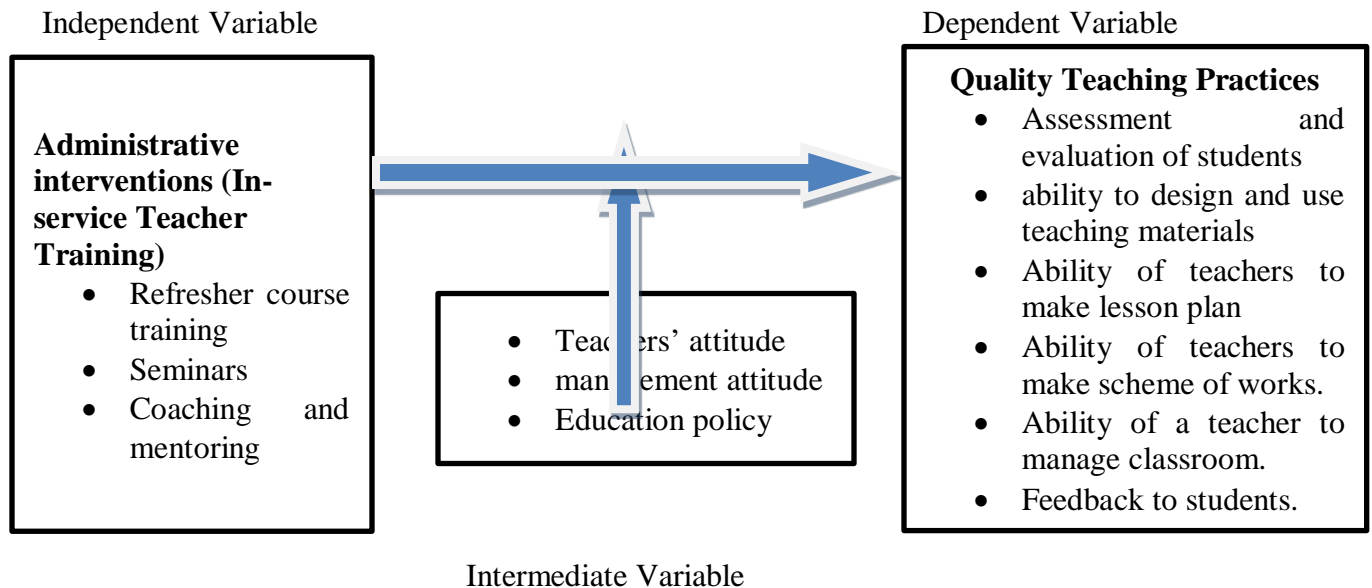 Independent Variable
Dependent Variable
Administrative
interventions (In-
service Teacher
Training)
• Refresher course
training
• Seminars
• Coaching and
mentoring
• Teachers’ attitude
• management attitude
• Education policy
Quality Teaching Practices
• Assessment and
evaluation of students
• ability to design and use
teaching materials
• Ability of teachers to
make lesson plan
• Ability of teachers to
make scheme of works.
• Ability of a teacher to
manage classroom.
• Feedback to students.
Intermediate Variable